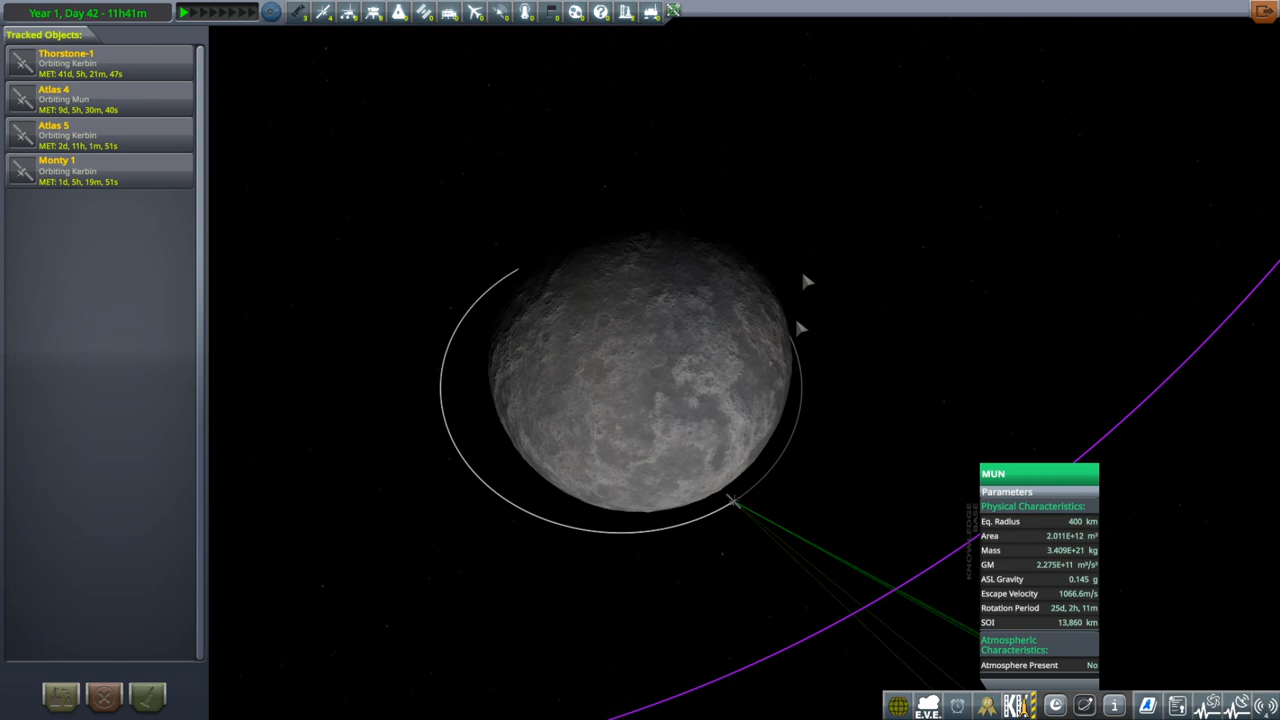 Year 1, Day 42 - 11h41m
Tracked Objects:
Thorstone-1
Orbiting Kerbin
MET: 41d, 5h, 21m, 47s
Atlas 4
Orbiting Mun
MET: 9d, 5h, 30m, 40s
Atlas 5
Orbiting Kerbin
MET: 2d, 11h, 1m, 51s
Monty 1
Orbiting Kerbin
MET: 1d, 5h, 19m, 51s
MUN
Parameters
Physical Characteristics:
Eq. Radius 400 km
Area 2.011E+12 m²
Mass 3.409E+21 kg
GM 2.275E+11 m³/s²
ASL Gravity 0.145 g
Escape Velocity 1066.6m/s
Rotation Period 25d, 2h, 11m
SOI 13,860 km
Atmospheric
Characteristics:
Atmosphere Present No
KNOWLEDGE
BASE
E.V.E.